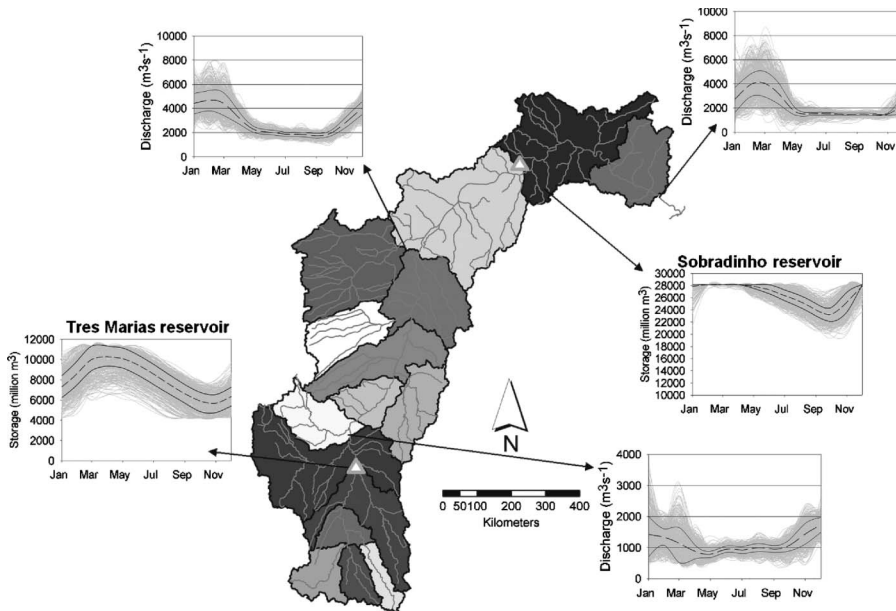 Discharge (m³s-1)
10000
8000
6000
4000
2000
0
Jan Mar May Jul Sep Nov
Discharge (m³s-1)
10000
8000
6000
4000
2000
0
Jan Mar May Jul Sep Nov
Sobradinho reservoir
Storage (million m³)
30000
28000
26000
24000
22000
20000
18000
16000
14000
12000
10000
Jan Mar May Jul Sep Nov
Tres Marias reservoir
Storage (million m³)
12000
10000
8000
6000
4000
2000
0
Jan Mar May Jul Sep Nov
N
0 50100 200 300 400
Kilometers
Discharge (m³s-1)
4000
3000
2000
1000
0
Jan Mar May Jul Sep Nov